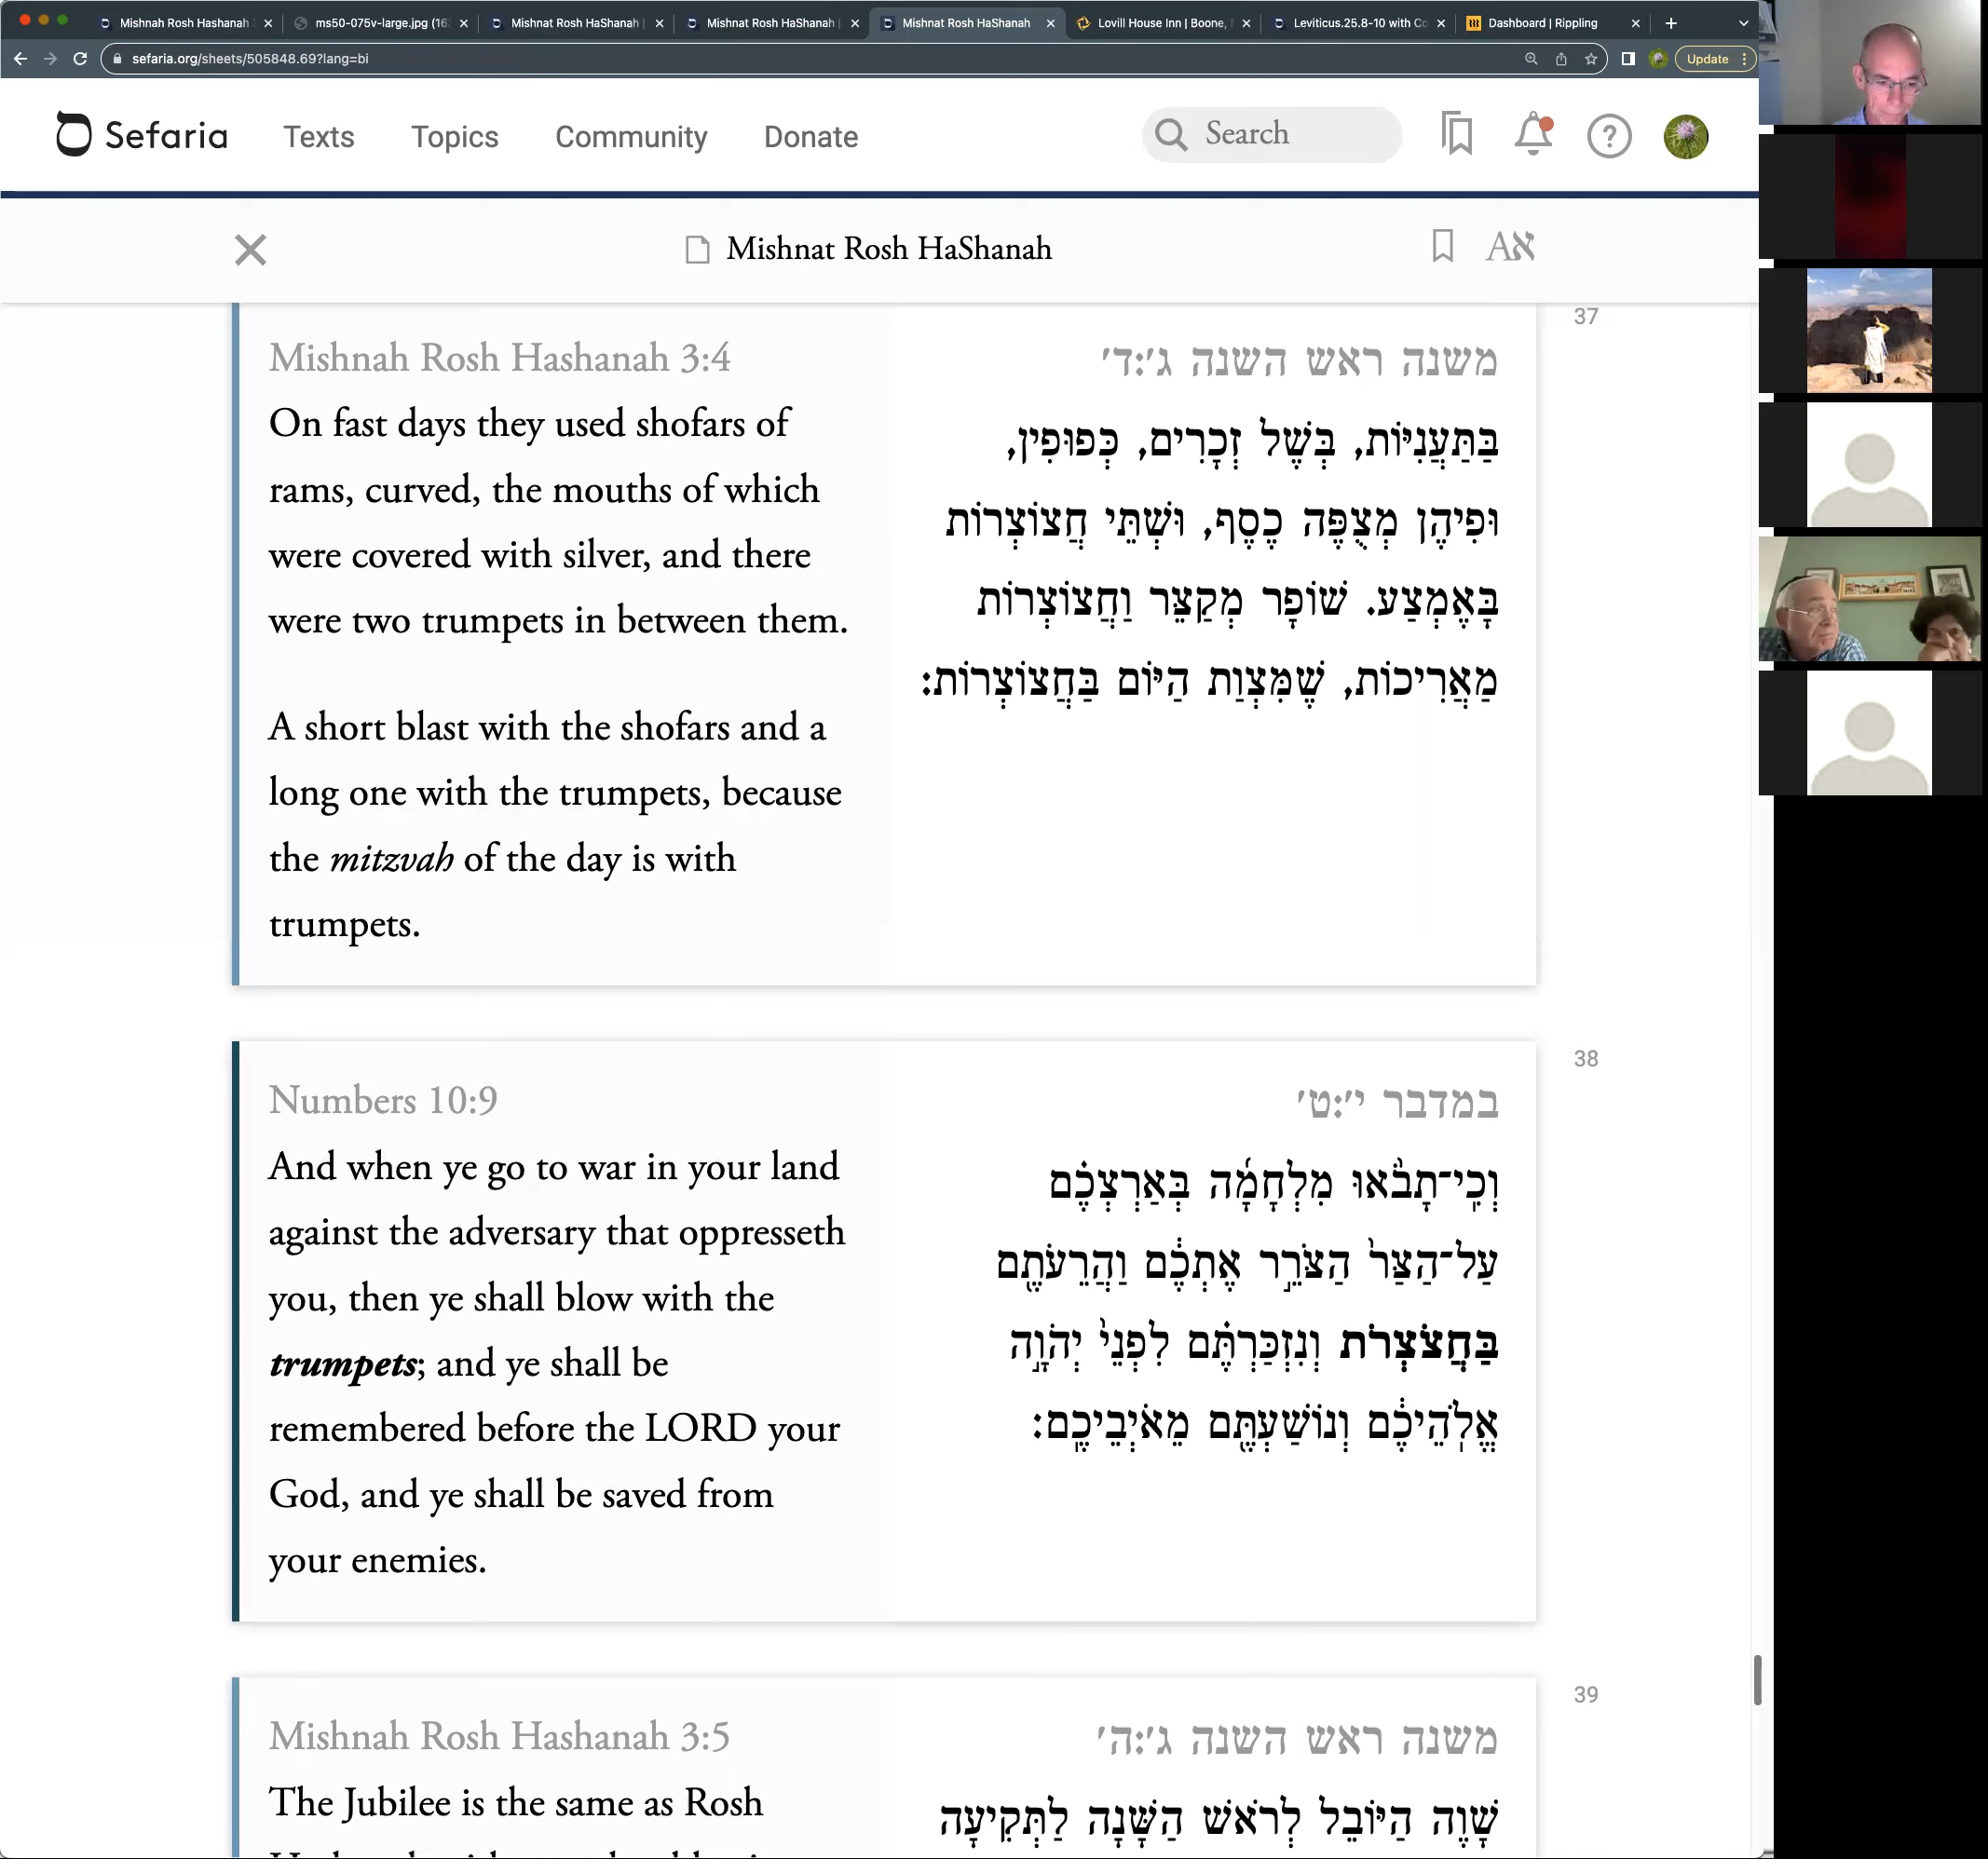 Mishnah Rosh Hashanah
ms50-075v-large.jpg (16
Mishnat Rosh HaShanah |
Mishnat Rosh HaShanah |
Mishnat Rosh HaShanah
Lovill House Inn | Boone,
Leviticus.25.8-10 with Co
Dashboard | Rippling
sefaria.org/sheets/505848.69?lang=bi
Update
Sefaria
Texts
Topics
Community
Donate
Search
Mishnat Rosh HaShanah
Aא
37
Mishnah Rosh Hashanah 3:4
On fast days they used shofars of
rams, curved, the mouths of which
were covered with silver, and there
were two trumpets in between them.
A short blast with the shofars and a
long one with the trumpets, because
the mitzvah of the day is with
trumpets.
משנה ראש השנה ג׳:ד׳
בַּתַּעֲנִיּוֹת, בְּשֶׁל זְכָרִים, כְּפוּפִין,
וּפִיהֶן מְצֻפֶּה כֶסֶף, וּשְׁתֵּי חֲצוֹצְרוֹת
בָּאֶמְצַע. שׁוֹפָר מְקַצֵּר וַחֲצוֹצְרוֹת
מַאֲרִיכוֹת, שֶׁמִּצְוַת הַיּוֹם בַּחֲצוֹצְרוֹת:
38
Numbers 10:9
And when ye go to war in your land
against the adversary that oppresseth
you, then ye shall blow with the
trumpets; and ye shall be
remembered before the LORD your
God, and ye shall be saved from
your enemies.
במדבר י׳:ט׳
וְכִֽי־תָבֹ֨אוּ מִלְחָמָ֜ה בְּאַרְצְכֶ֗ם
עַל־הַצַּר֙ הַצֹּרֵ֣ר אֶתְכֶ֔ם וַהֲרֵעֹתֶ֖ם
בַּחֲצֹצְרֹ֑ת וְנִזְכַּרְתֶּ֗ם לִפְנֵי֙ יְהֹוָ֣ה
אֱלֹֽהֵיכֶ֔ם וְנוֹשַׁעְתֶּ֖ם מֵאֹיְבֵיכֶֽם׃
39
Mishnah Rosh Hashanah 3:5
The Jubilee is the same as Rosh
משנה ראש השנה ג׳:ה׳
שָׁוֶה הַיּוֹבֵל לְרֹאשׁ הַשָּׁנָה לַתְּקִיעָה